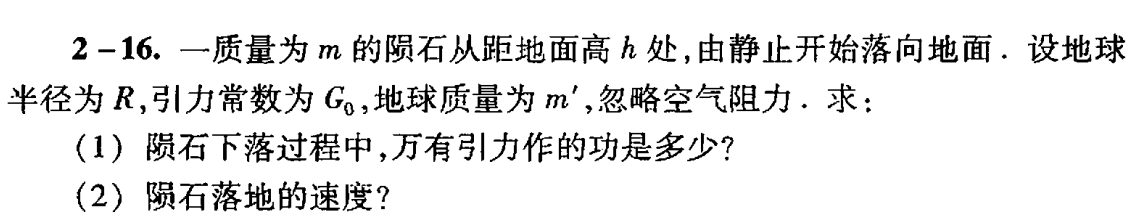 2-16. 一质量为 m 的陨石从距地面高 h 处,由静止开始落向地面. 设地球
半径为 R,引力常数为 G₀,地球质量为 m′,忽略空气阻力. 求:
(1) 陨石下落过程中,万有引力作的功是多少?
(2) 陨石落地的速度?